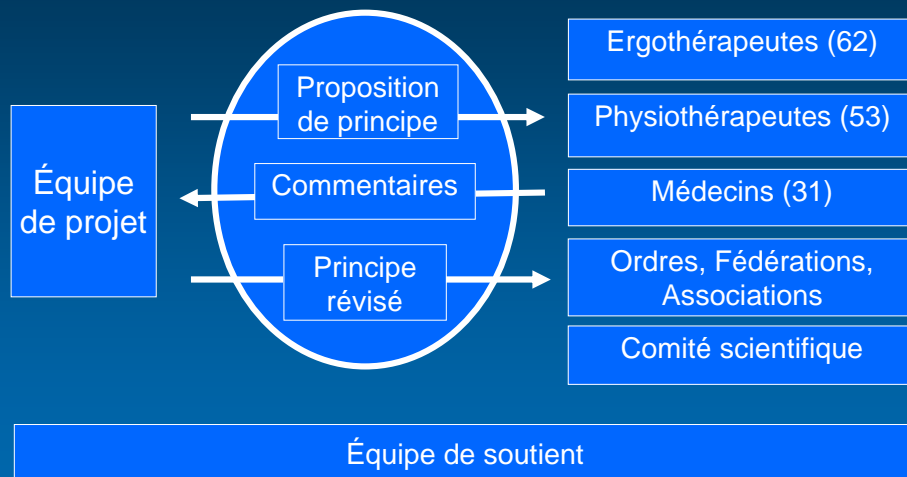 Équipe
de projet
Proposition
de principe
Commentaires
Principe
révisé
Ergothérapeutes (62)
Physiothérapeutes (53)
Médecins (31)
Ordres, Fédérations,
Associations
Comité scientifique
Équipe de soutient